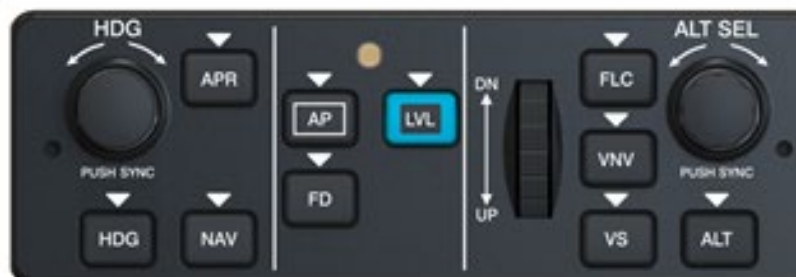 HDG
APR
PUSH SYNC
HDG
NAV
AP
LVL
FD
DN
UP
FLC
VNV
VS
ALT SEL
PUSH SYNC
ALT